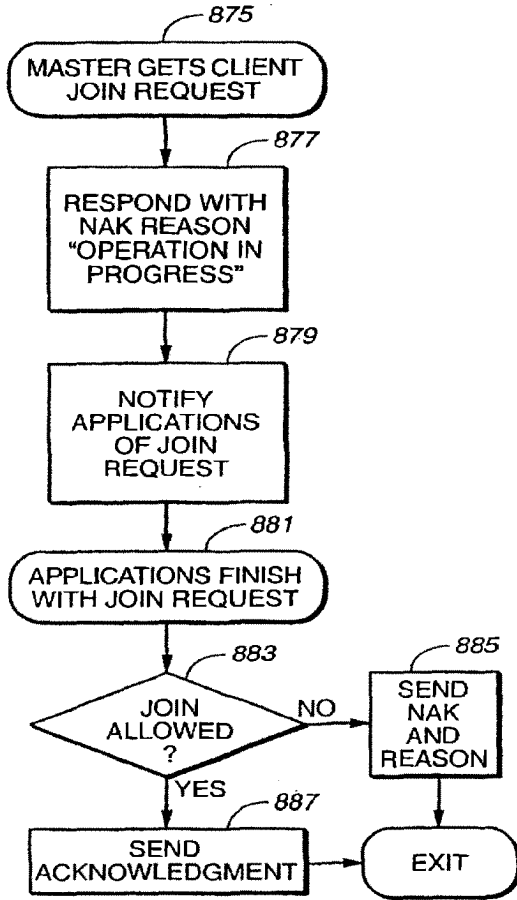 875
MASTER GETS CLIENT
JOIN REQUEST
877
RESPOND WITH
NAK REASON
“OPERATION IN
PROGRESS”
879
NOTIFY
APPLICATIONS
OF JOIN
REQUEST
881
APPLICATIONS FINISH
WITH JOIN REQUEST
883
JOIN
ALLOWED
?
NO
885
SEND
NAK
AND
REASON
YES
887
SEND
ACKNOWLEDGMENT
EXIT